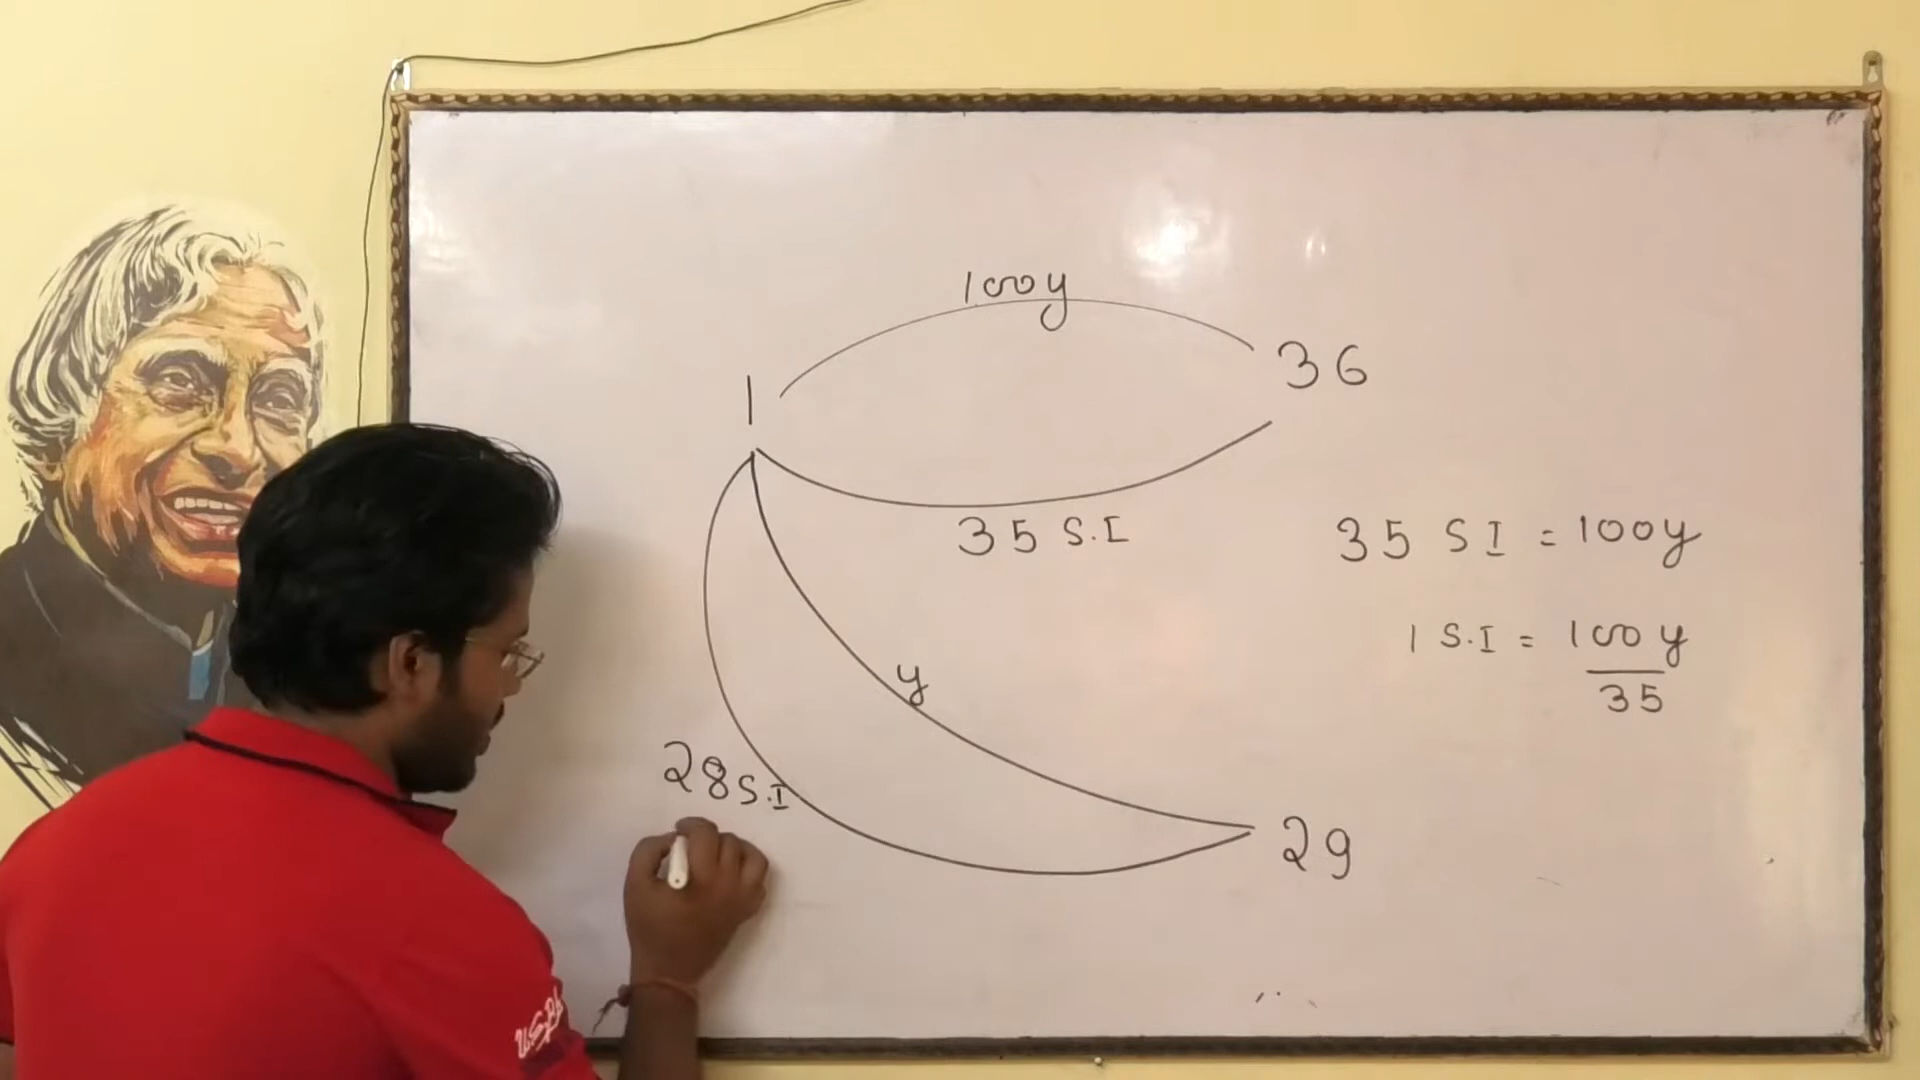 100y
1
36
35 S.I
35 SI = 100y
1 S.I = 100y
35
y
28 S.I
29